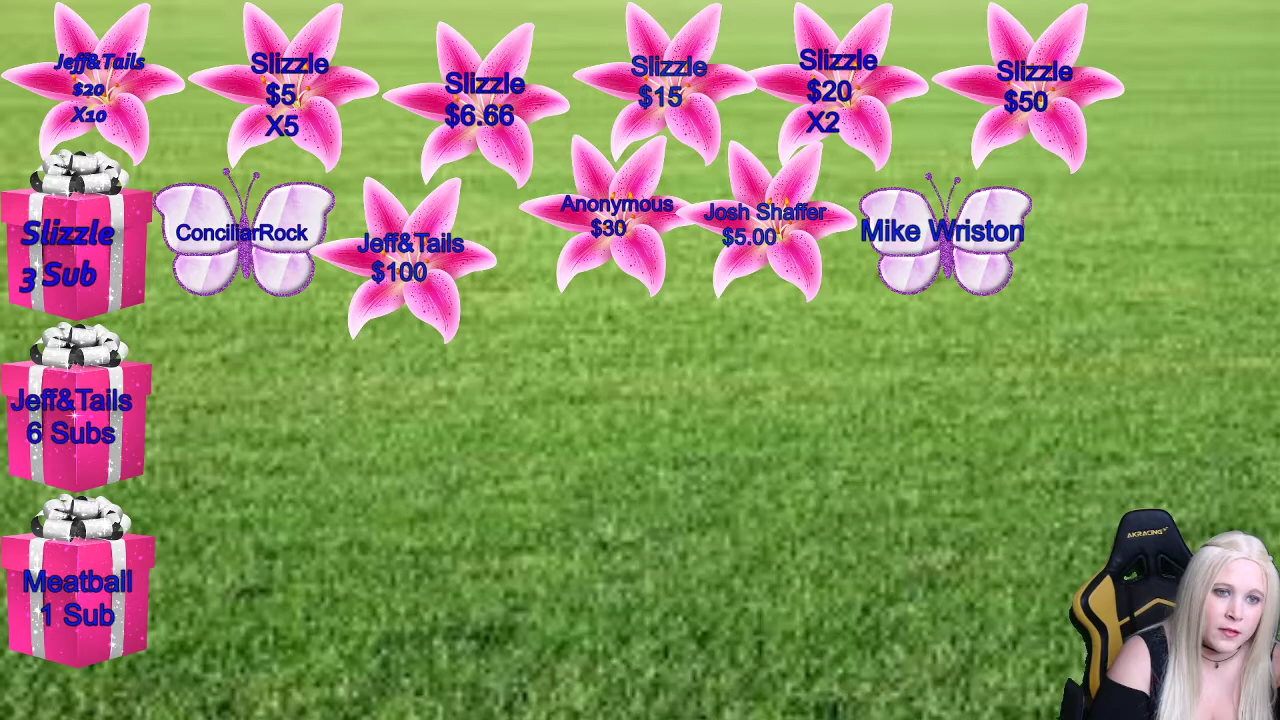 Jeff&Tails
$20
X10
Slizzle
$5
X5
Slizzle
$6.66
Slizzle
$15
Slizzle
$20
X2
Slizzle
$50
Slizzle
3 Sub
ConciliarRock
Jeff&Tails
$100
Anonymous
$30
Josh Shaffer
$5.00
Mike Wriston
Jeff&Tails
6 Subs
Meatball
1 Sub
AKRACING